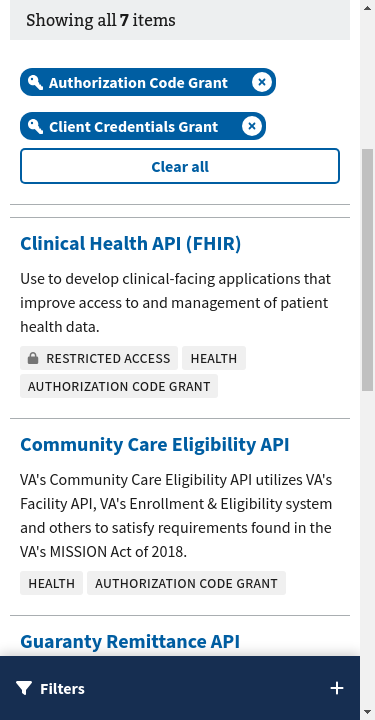 Showing all 7 items
Authorization Code Grant
Client Credentials Grant
Clear all
Clinical Health API (FHIR)
Use to develop clinical-facing applications that
improve access to and management of patient
health data.
RESTRICTED ACCESS HEALTH
AUTHORIZATION CODE GRANT
Community Care Eligibility API
VA's Community Care Eligibility API utilizes VA's
Facility API, VA's Enrollment & Eligibility system
and others to satisfy requirements found in the
VA's MISSION Act of 2018.
HEALTH AUTHORIZATION CODE GRANT
Guaranty Remittance API
Filters